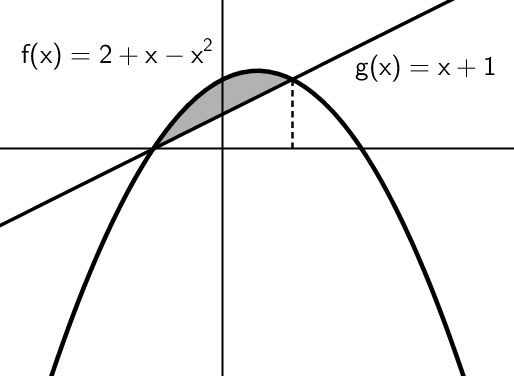 f(x) = 2 + x − x²
g(x) = x + 1